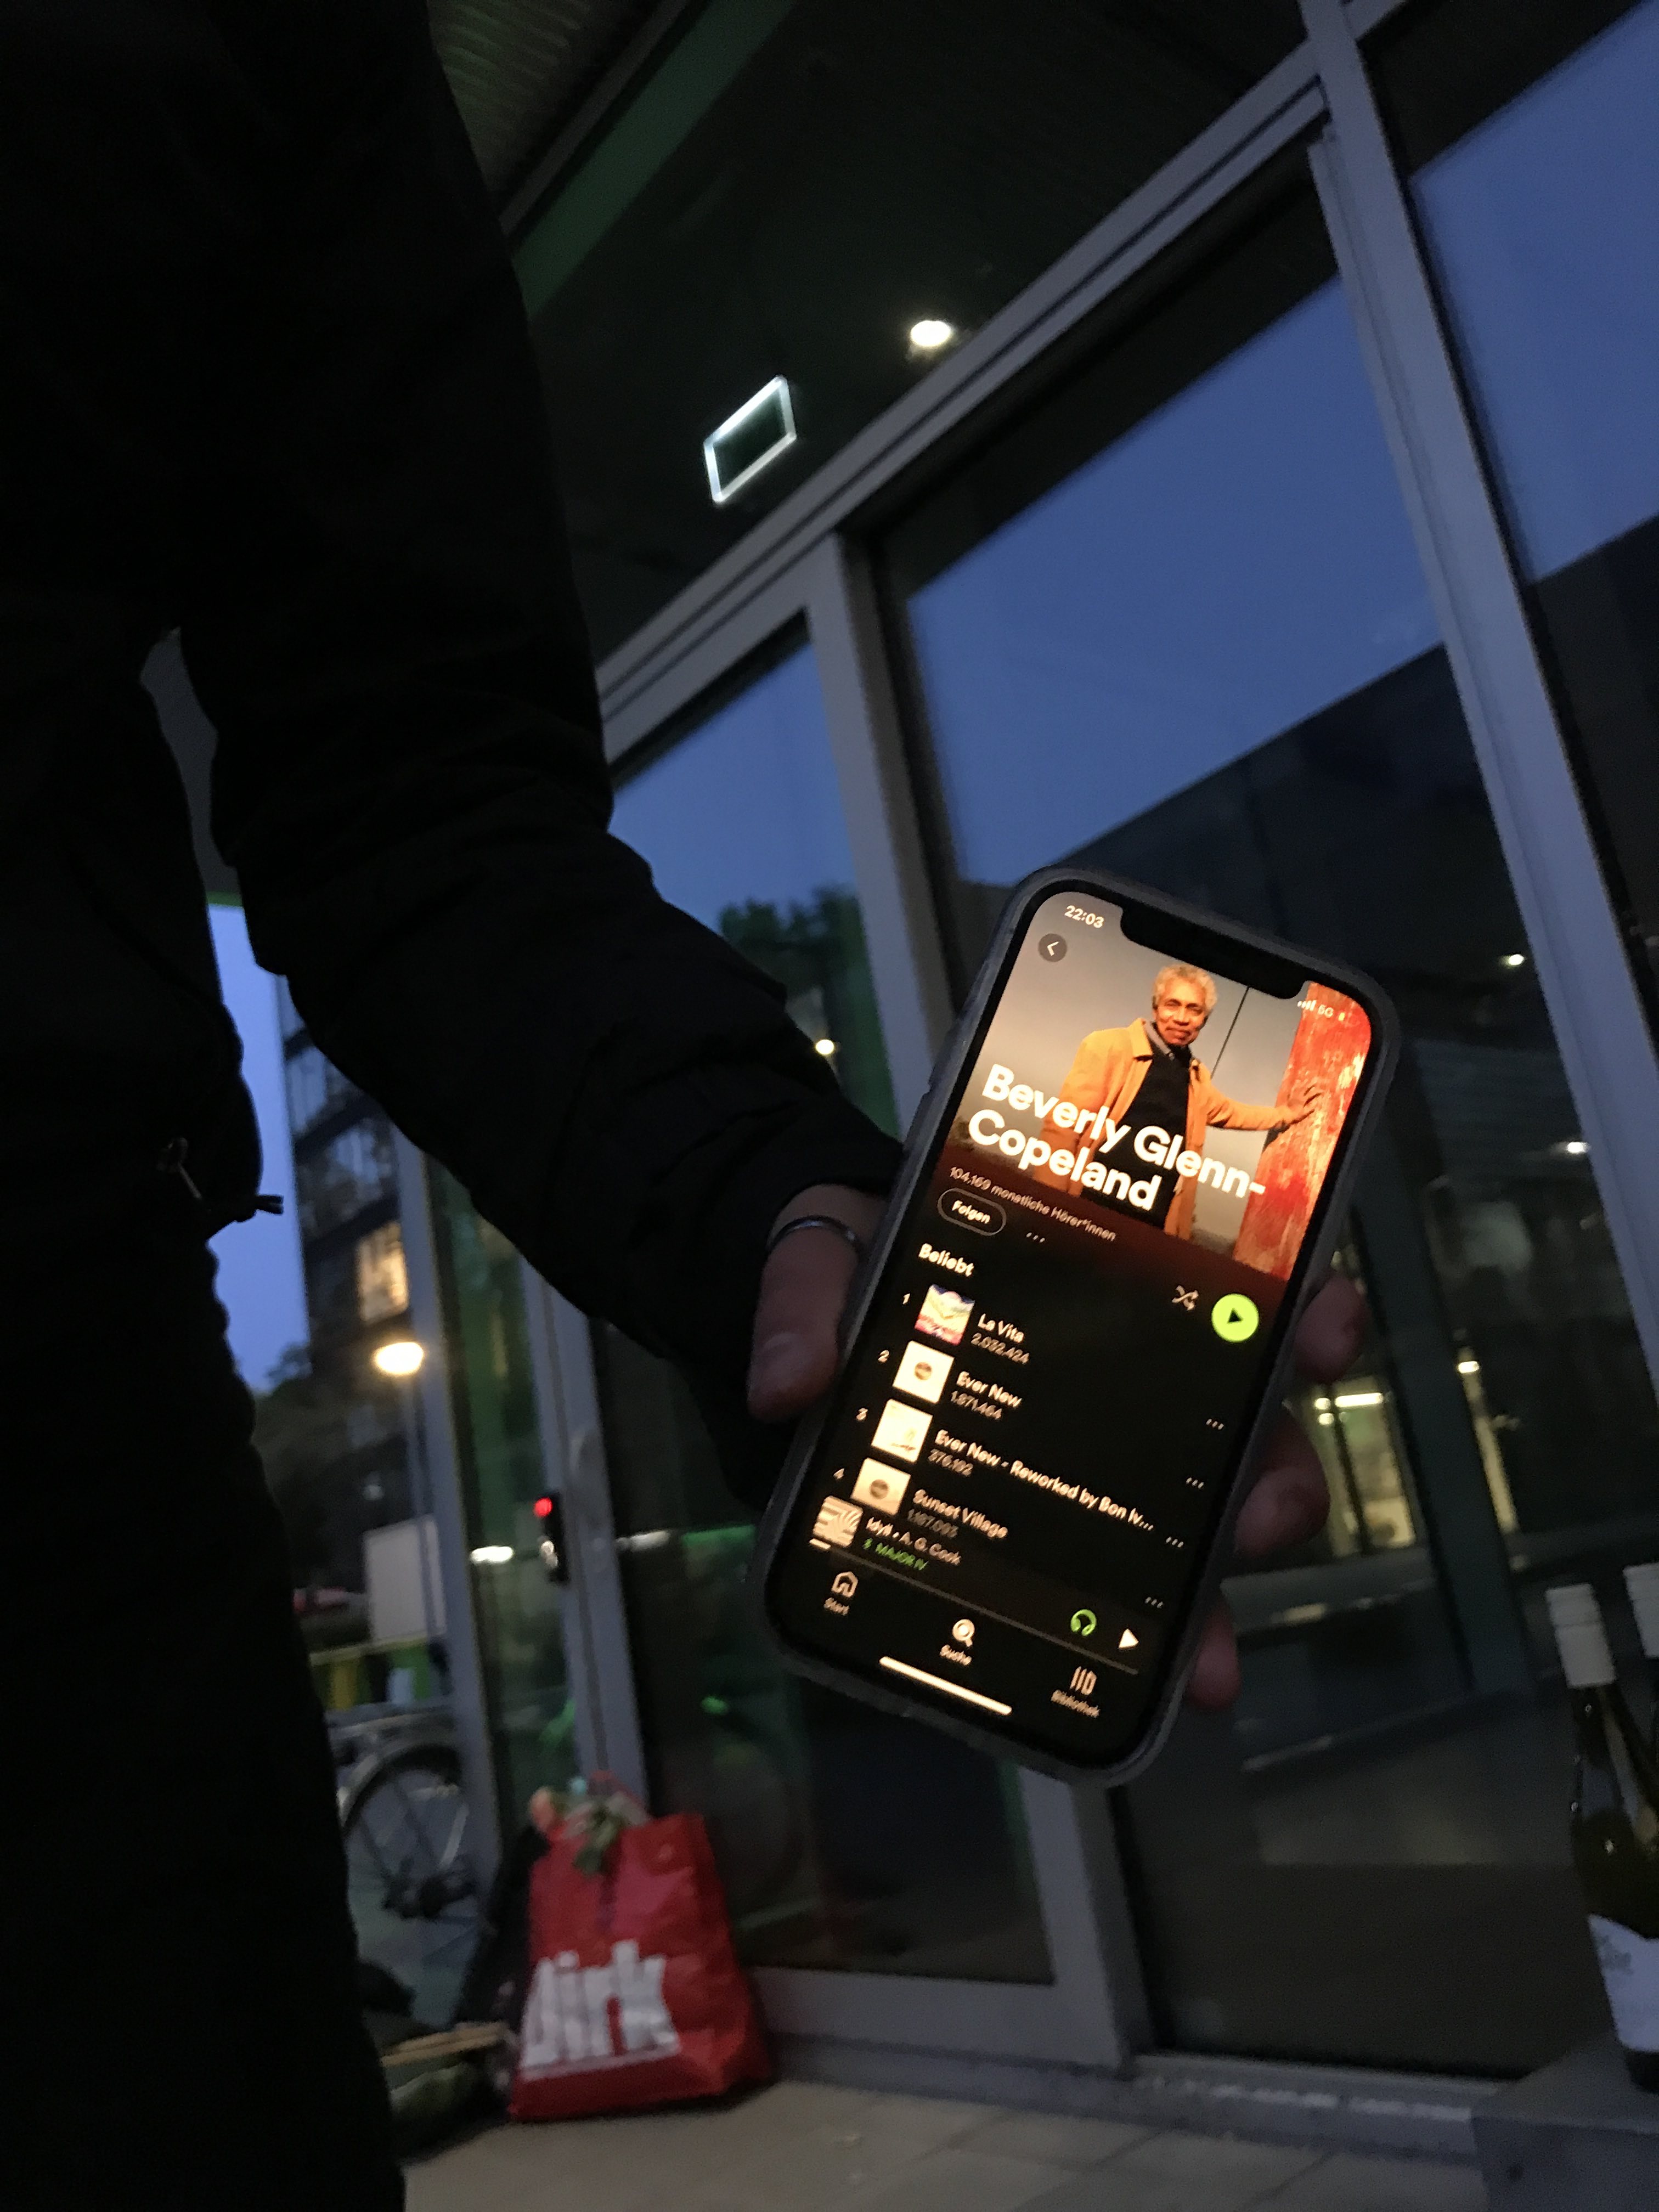 22:03
5G
Beverly Glenn-
Copeland
104.169 monatliche Hörer*innen
Folgen
Beliebt
1
La Vita
2.032.424
2
Ever New
1.871.464
3
Ever New - Reworked by Bon Iv...
376.192
4
Sunset Village
1.187.093
Idyll • A. G. Cook
MAJOR IV
Start
Suche
Bibliothek
Dirk